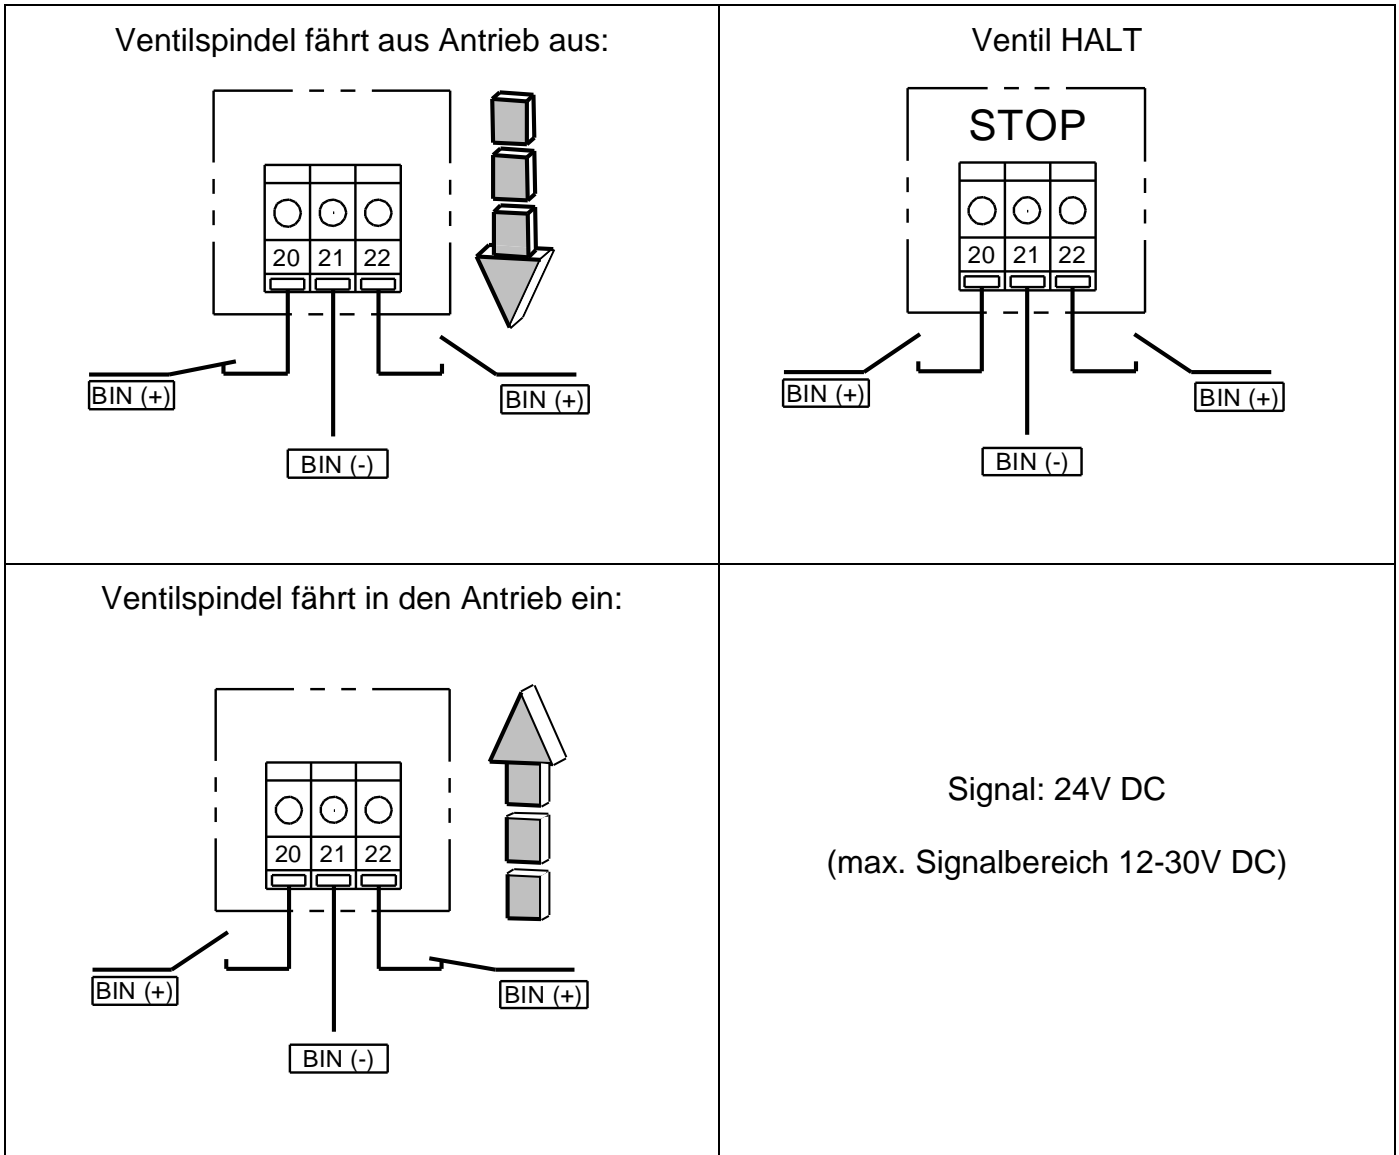 Ventilspindel fährt aus Antrieb aus:
20 21 22
BIN (+)
BIN (+)
BIN (-)
Ventil HALT
STOP
20 21 22
BIN (+)
BIN (+)
BIN (-)
Ventilspindel fährt in den Antrieb ein:
20 21 22
BIN (+)
BIN (+)
BIN (-)
Signal: 24V DC
(max. Signalbereich 12-30V DC)